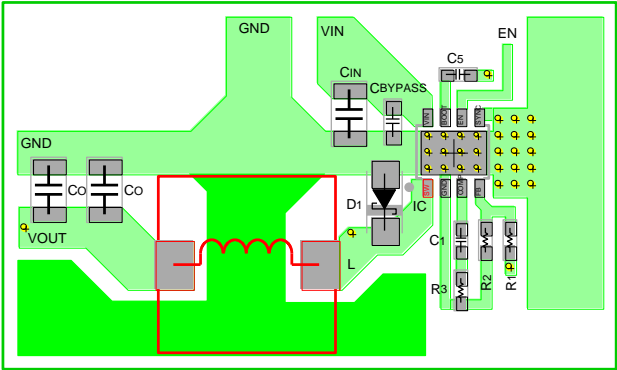 GND
VIN
EN
C5
CIN
CBYPASS
VIN
BOOT
EN
SYNC
GND
CO
CO
D1
IC
SW
GND
COMP
FB
VOUT
L
C1
R3
R2
R1